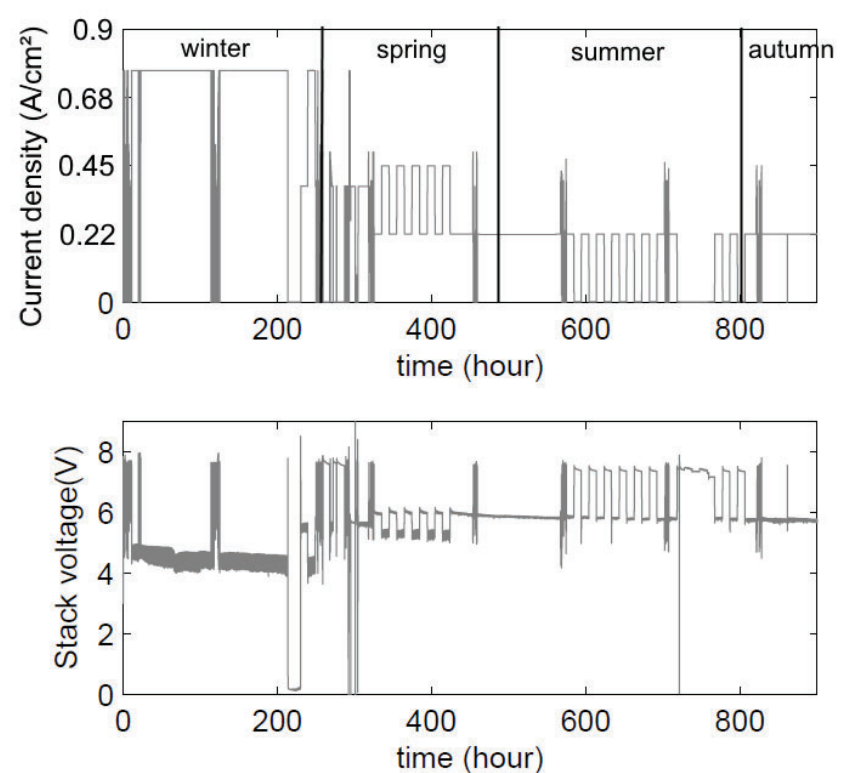 0.9
winter
spring
summer
autumn
0.68
0.45
0.22
0
Current density (A/cm²)
0 200 400 600 800
time (hour)
8
6
4
2
0
Stack voltage(V)
0 200 400 600 800
time (hour)